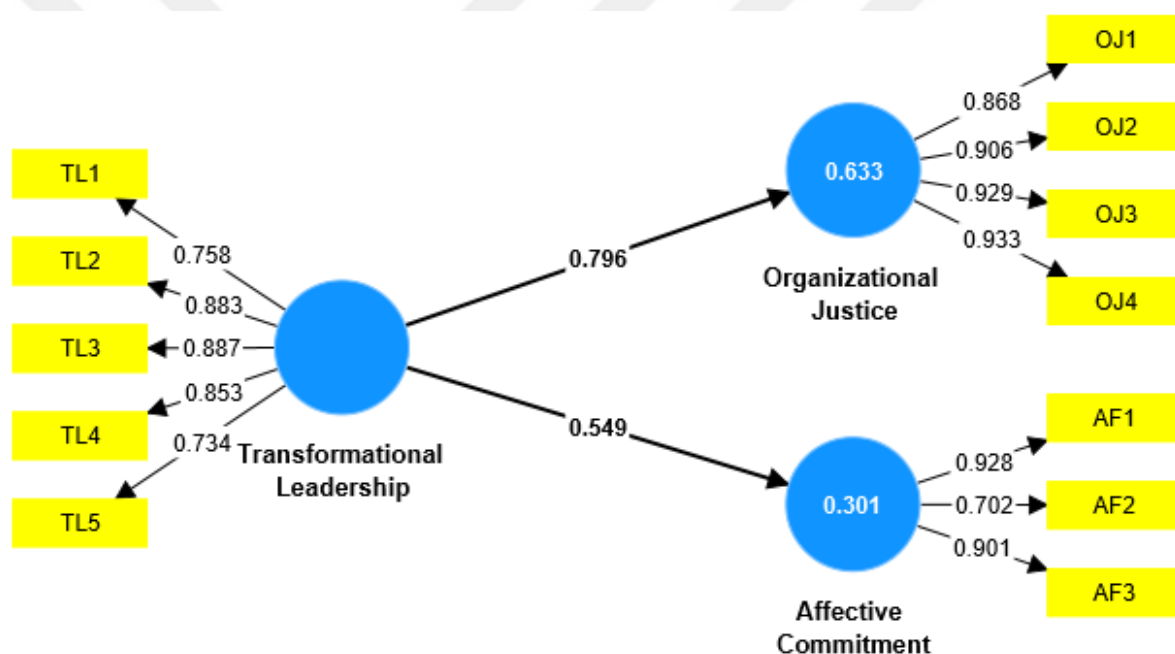 TL1
TL2
TL3
TL4
TL5
0.758
0.883
0.887
0.853
0.734
Transformational
Leadership
0.796
0.549
0.633
Organizational
Justice
0.868
0.906
0.929
0.933
OJ1
OJ2
OJ3
OJ4
0.301
Affective
Commitment
0.928
0.702
0.901
AF1
AF2
AF3